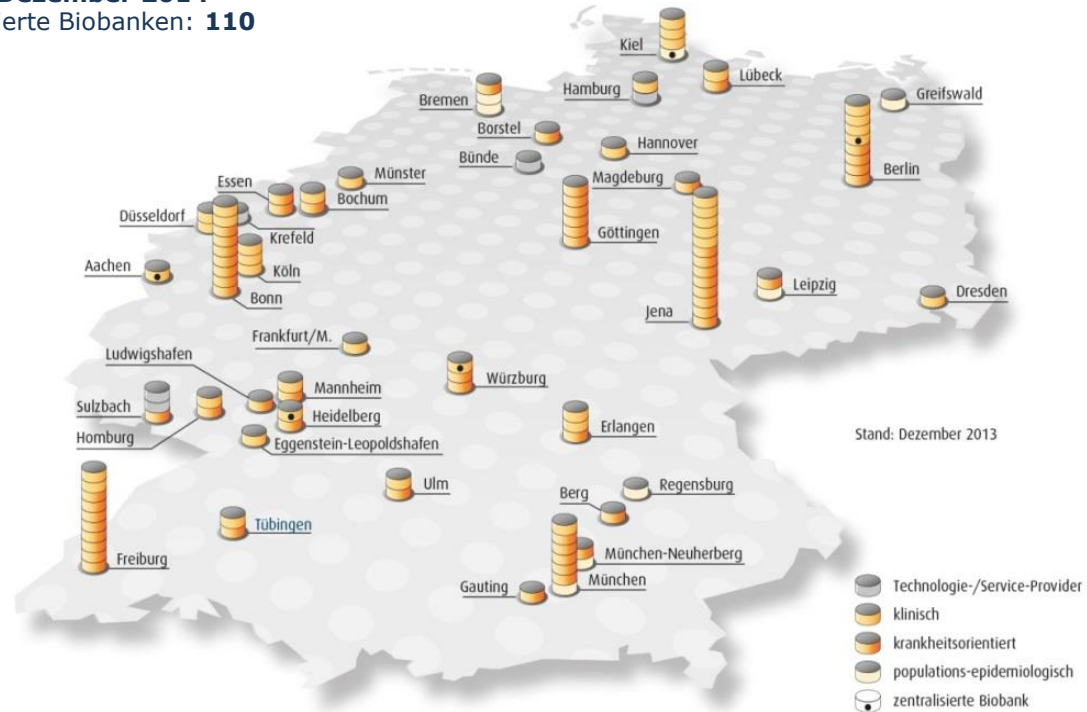 ierte Biobanken: 110
Kiel
Lübeck
Hamburg
Greifswald
Bremen
Borstel
Hannover
Bünde
Berlin
Essen
Münster
Magdeburg
Bochum
Düsseldorf
Göttingen
Krefeld
Aachen
Köln
Leipzig
Dresden
Bonn
Jena
Frankfurt/M.
Ludwigshafen
Würzburg
Mannheim
Sulzbach
Heidelberg
Erlangen
Homburg
Eggenstein-Leopoldshafen
Stand: Dezember 2013
Ulm
Regensburg
Berg
Tübingen
Freiburg
München-Neuherberg
München
Gauting
Technologie-/Service-Provider
klinisch
krankheitsorientiert
populations-epidemiologisch
zentralisierte Biobank